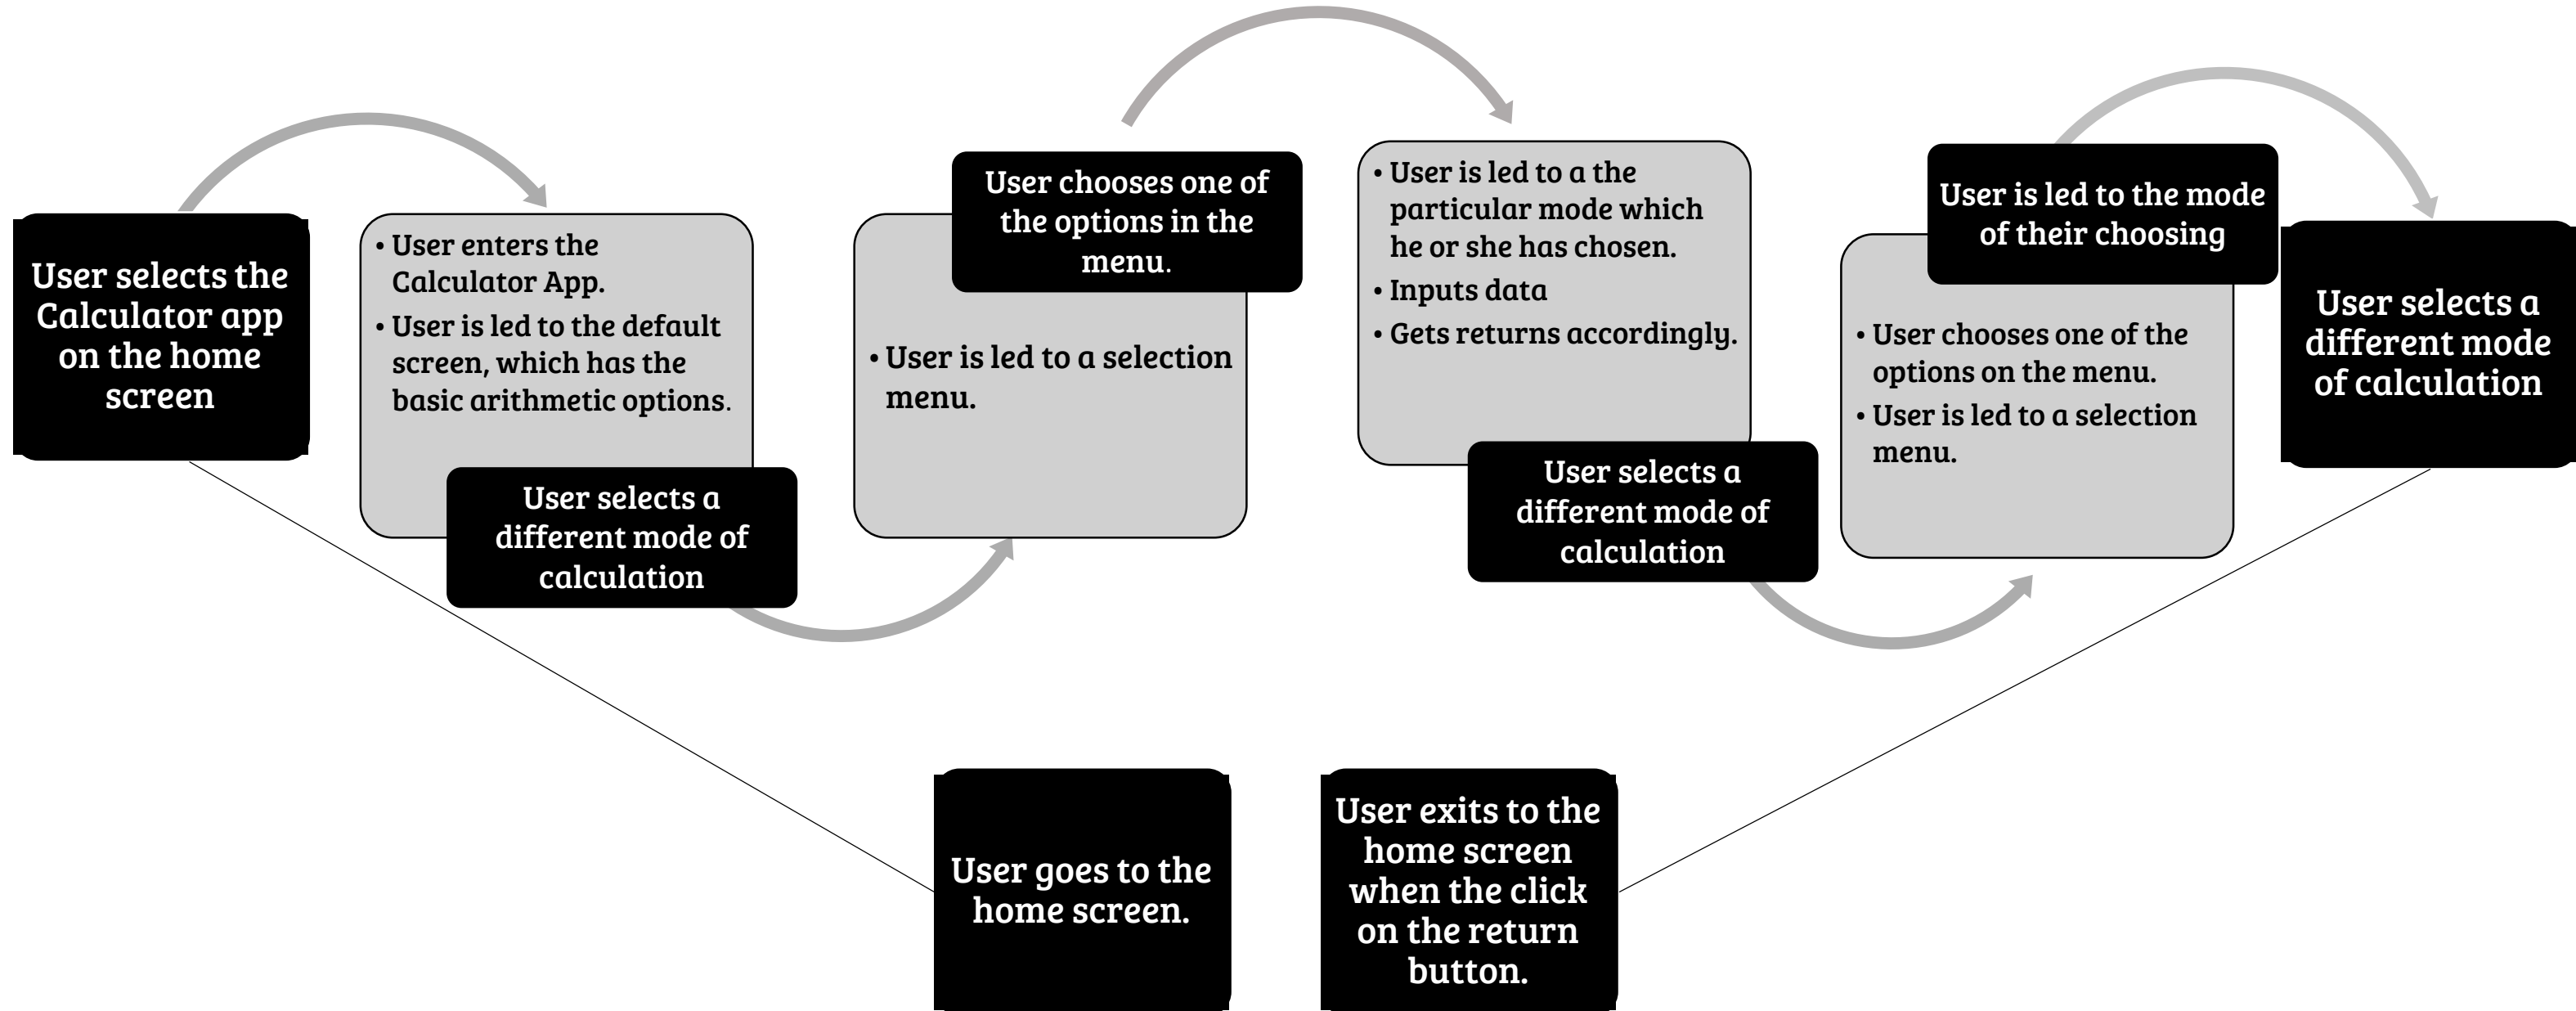 User selects the
Calculator app
on the home
screen
• User enters the
Calculator App.
• User is led to the default
screen, which has the
basic arithmetic options.
User selects a
different mode of
calculation
User chooses one of
the options in the
menu.
• User is led to a selection
menu.
• User is led to a the
particular mode which
he or she has chosen.
• Inputs data
• Gets returns accordingly.
User selects a
different mode of
calculation
User is led to the mode
of their choosing
• User chooses one of the
options on the menu.
• User is led to a selection
menu.
User selects a
different mode
of calculation
User goes to the
home screen.
User exits to the
home screen
when the click
on the return
button.